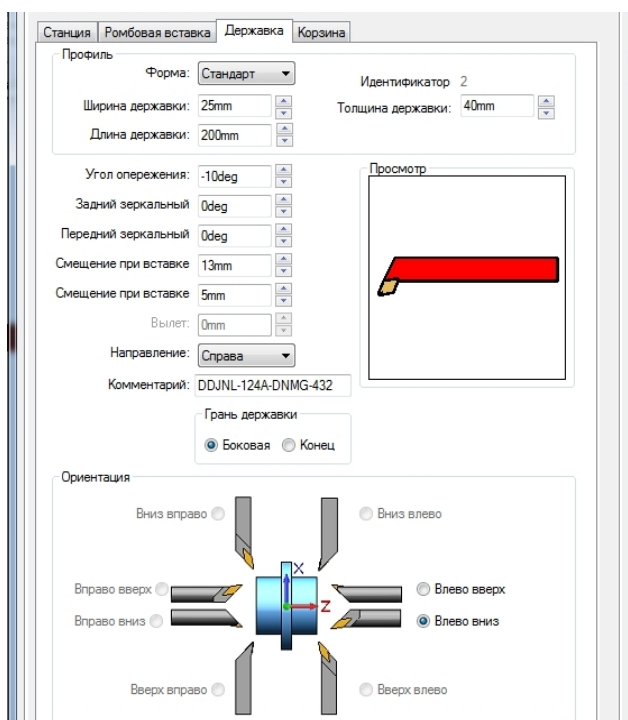 Станция Ромбовая вставка Державка Корзина
Профиль
Форма: Стандарт
Идентификатор 2
Ширина державки: 25mm
Толщина державки: 40mm
Длина державки: 200mm
Угол опережения: -10deg
Просмотр
Задний зеркальный 0deg
Передний зеркальный 0deg
Смещение при вставке 13mm
Смещение при вставке 5mm
Вылет: 0mm
Направление: Справа
Комментарий: DDJNL-124A-DNMG-432
Грань державки
Боковая Конец
Ориентация
Вниз вправо Вниз влево
X
Вправо вверх Влево вверх
Z
Вправо вниз Влево вниз
Вверх вправо Вверх влево